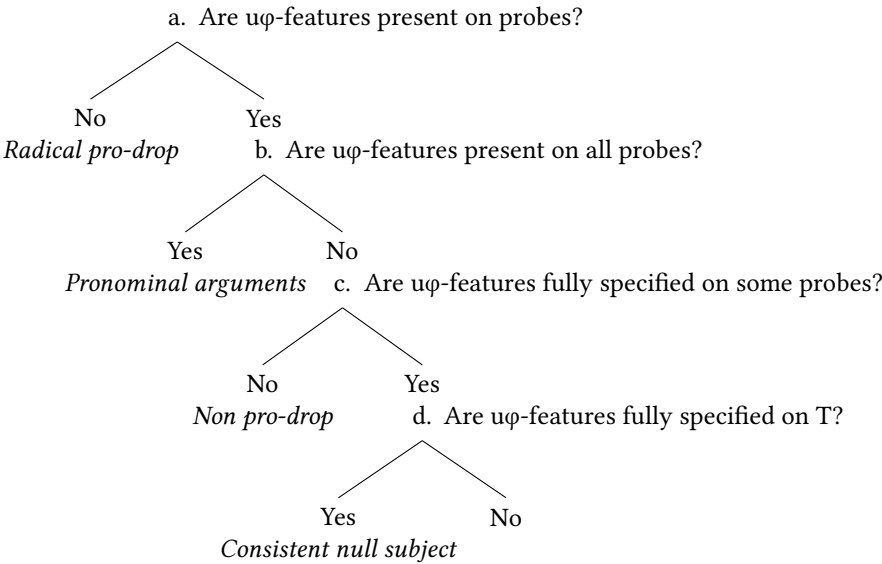 a. Are uφ-features present on probes?
No Yes
Radical pro-drop b. Are uφ-features present on all probes?
Yes No
Pronominal arguments c. Are uφ-features fully specified on some probes?
No Yes
Non pro-drop d. Are uφ-features fully specified on T?
Yes No
Consistent null subject